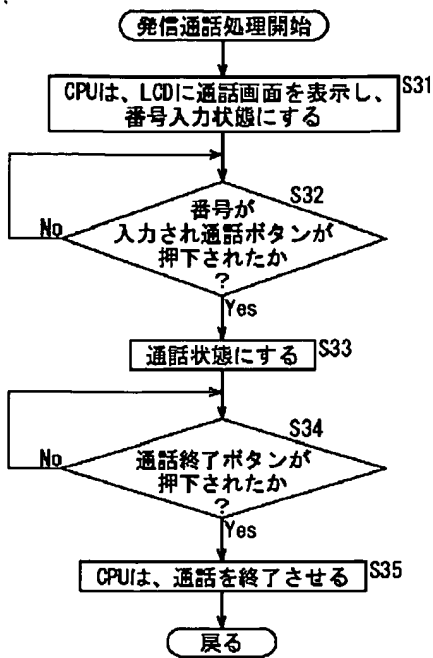 発信通話処理開始
S31
CPUは、LCDに通話画面を表示し、
番号入力状態にする
S32
番号が
入力され通話ボタンが
押下されたか
?
No
Yes
通話状態にする
S33
S34
通話終了ボタンが
押下されたか
?
No
Yes
CPUは、通話を終了させる
S35
戻る